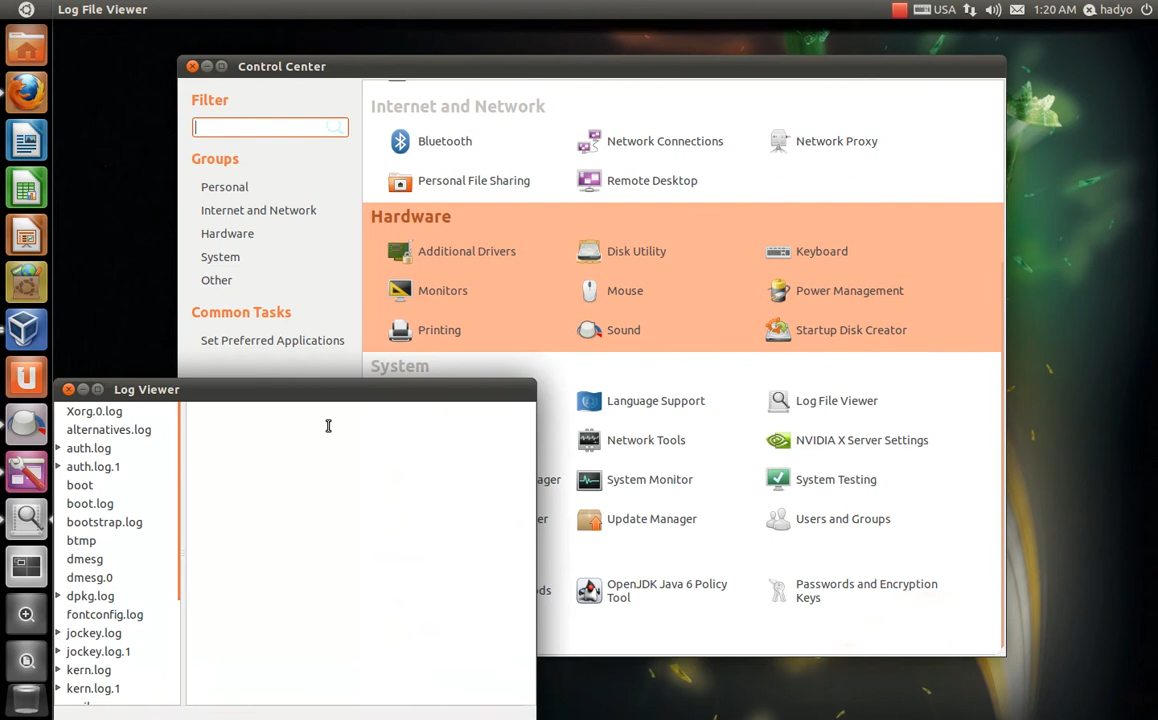 Log File Viewer
USA
1:20 AM
hadyo
Control Center
Filter
Groups
Personal
Internet and Network
Hardware
System
Other
Common Tasks
Set Preferred Applications
Internet and Network
Bluetooth
Network Connections
Network Proxy
Personal File Sharing
Remote Desktop
Hardware
Additional Drivers
Disk Utility
Keyboard
Monitors
Mouse
Power Management
Printing
Sound
Startup Disk Creator
System
Language Support
Log File Viewer
Network Tools
NVIDIA X Server Settings
ager
System Monitor
System Testing
er
Update Manager
Users and Groups
ds
OpenJDK Java 6 Policy
Tool
Passwords and Encryption
Keys
Log Viewer
Xorg.0.log
alternatives.log
auth.log
auth.log.1
boot
boot.log
bootstrap.log
btmp
dmesg
dmesg.0
dpkg.log
fontconfig.log
jockey.log
jockey.log.1
kern.log
kern.log.1